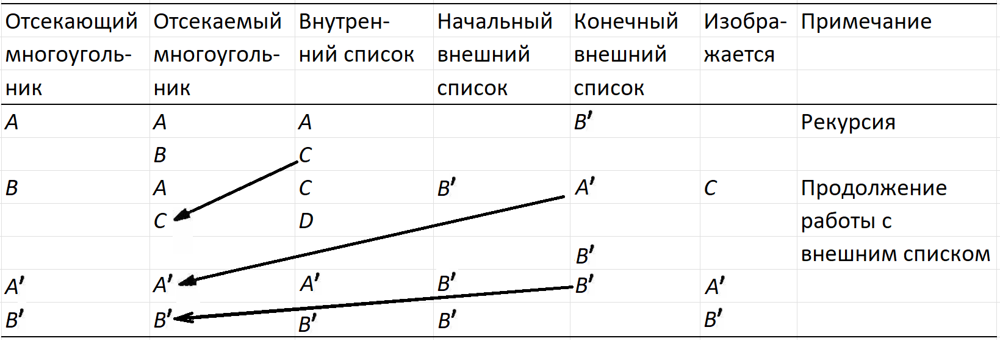 Отсекающий Отсекаемый Внутрен- Начальный Конечный Изобра- Примечание
многоуголь- многоуголь- ний список внешний внешний жается
ник ник список список
A A A B′ Рекурсия
B C
B A C B′ A′ C Продолжение
C D работы с
B′ внешним списком
A′ A′ A′ B′ B′ A′
B′ B′ B′ B′ B′